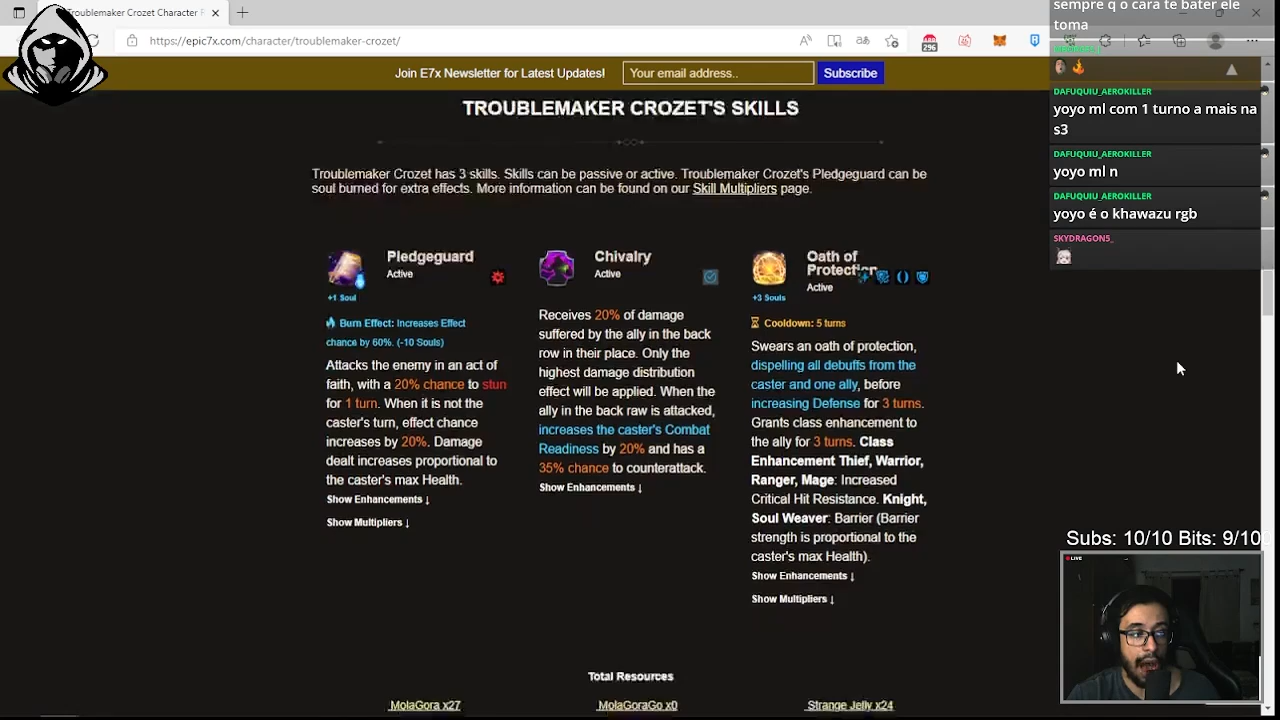 Troublemaker Crozet Character
https://epic7x.com/character/troublemaker-crozet/
296
Join E7x Newsletter for Latest Updates!
Your email address..
Subscribe
TROUBLEMAKER CROZET'S SKILLS
Troublemaker Crozet has 3 skills. Skills can be passive or active. Troublemaker Crozet's Pledgeguard can be
soul burned for extra effects. More information can be found on our Skill Multipliers page.
Pledgeguard
Active
+1 Soul
Burn Effect: Increases Effect
chance by 60%. (-10 Souls)
Attacks the enemy in an act of
faith, with a 20% chance to stun
for 1 turn. When it is not the
caster's turn, effect chance
increases by 20%. Damage
dealt increases proportional to
the caster's max Health.
Show Enhancements ↓
Show Multipliers ↓
Chivalry
Active
Receives 20% of damage
suffered by the ally in the back
row in their place. Only the
highest damage distribution
effect will be applied. When the
ally in the back raw is attacked,
increases the caster's Combat
Readiness by 20% and has a
35% chance to counterattack.
Show Enhancements ↓
Oath of
Protection
Active
+3 Souls
Cooldown: 5 turns
Swears an oath of protection,
dispelling all debuffs from the
caster and one ally, before
increasing Defense for 3 turns.
Grants class enhancement to
the ally for 3 turns. Class
Enhancement Thief, Warrior,
Ranger, Mage: Increased
Critical Hit Resistance. Knight,
Soul Weaver: Barrier (Barrier
strength is proportional to the
caster's max Health).
Show Enhancements ↓
Show Multipliers ↓
Total Resources
MolaGora x27
MolaGoraGo x0
Strange Jelly x24
sempre q o cara te bater ele
toma
DAFUQUIU_AEROKILLER
yoyo ml com 1 turno a mais na
s3
DAFUQUIU_AEROKILLER
yoyo ml n
DAFUQUIU_AEROKILLER
yoyo é o khawazu rgb
SKYDRAGON5_
Subs: 10/10 Bits: 9/100
LIVE